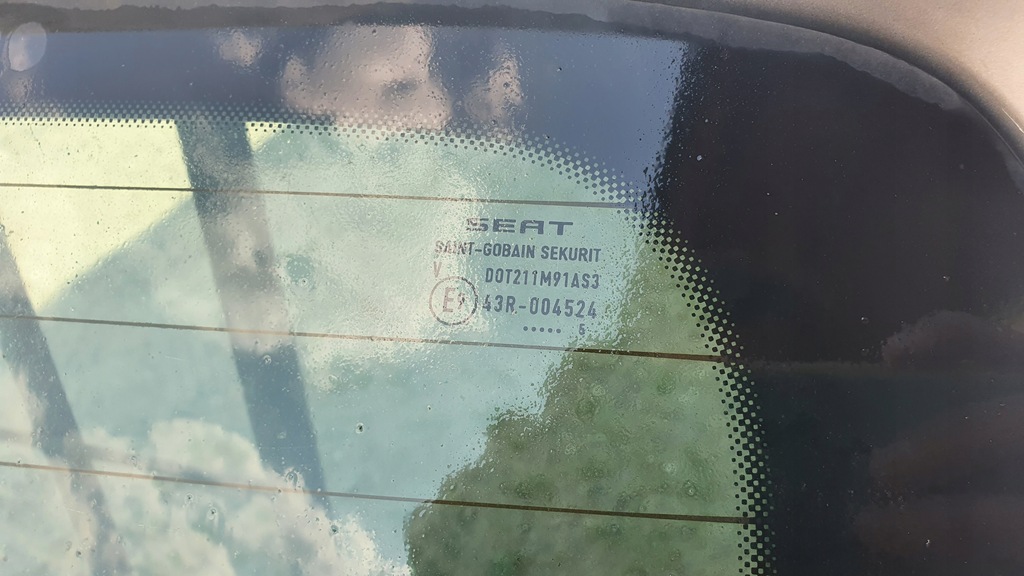 SEAT
SAINT-GOBAIN SEKURIT
V DOT211M91AS3
43R-004524
..... 5